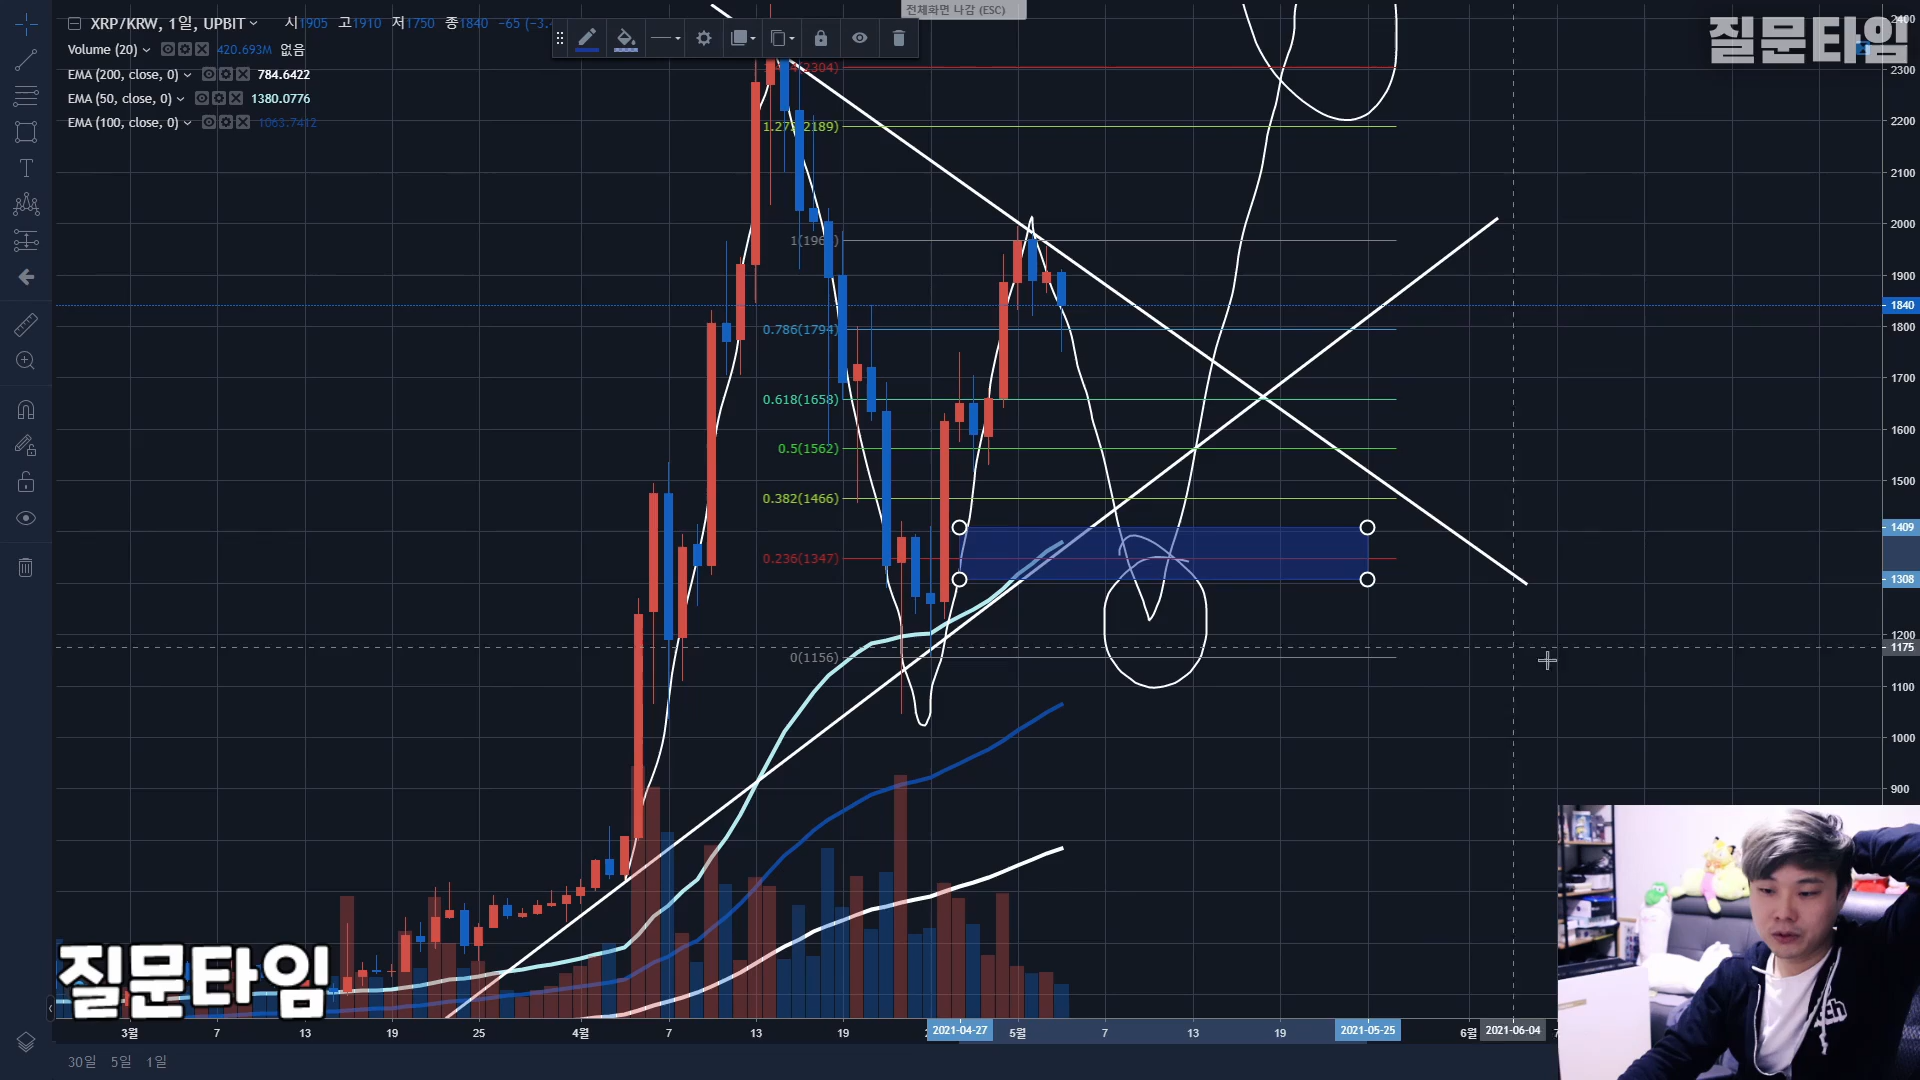 전체화면 나감 (ESC)
XRP/KRW, 1일, UPBIT 시1905 고1910 저1750 종1840 −65 (−3.4
Volume (20) 420.693M 없음
EMA (200, close, 0) 784.6422
EMA (50, close, 0) 1380.0776
EMA (100, close, 0) 1063.7412
질문타임
2400
2300
2200
2100
2000
1900
1840
1800
1700
1600
1500
1409
1308
1200
1175
1100
1000
900
1.272(2189)
0.786(1794)
0.618(1658)
0.5(1562)
0.382(1466)
0.236(1347)
0(1156)
질문타임
3월 7 13 19 25 4월 7 13 19 2021-04-27 5월 7 13 19 2021-05-25 6월 2021-06-04
30일 5일 1일